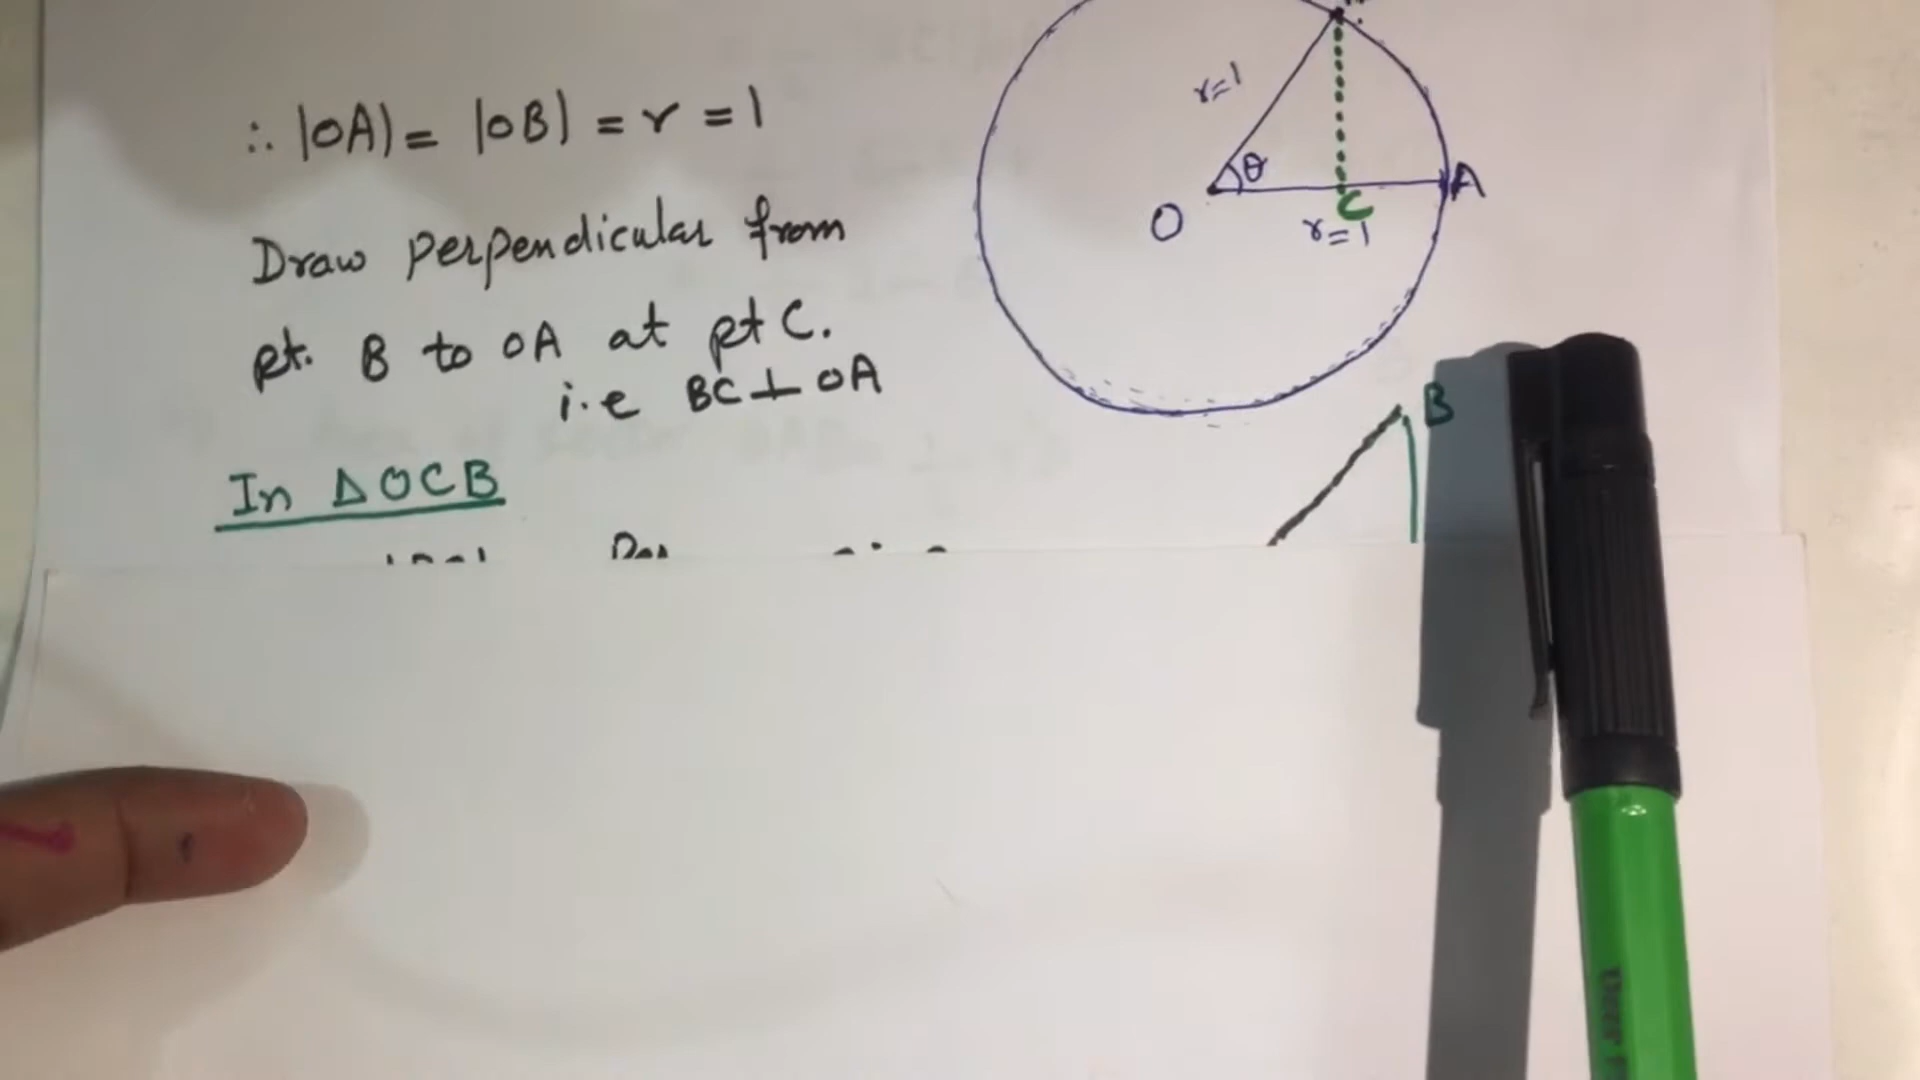 ∴ |OA| = |OB| = r = 1
Draw perpendicular from
pt. B to OA at pt C.
i.e BC⊥OA
In ΔOCB
r=1
θ
A
O
C
r=1
B